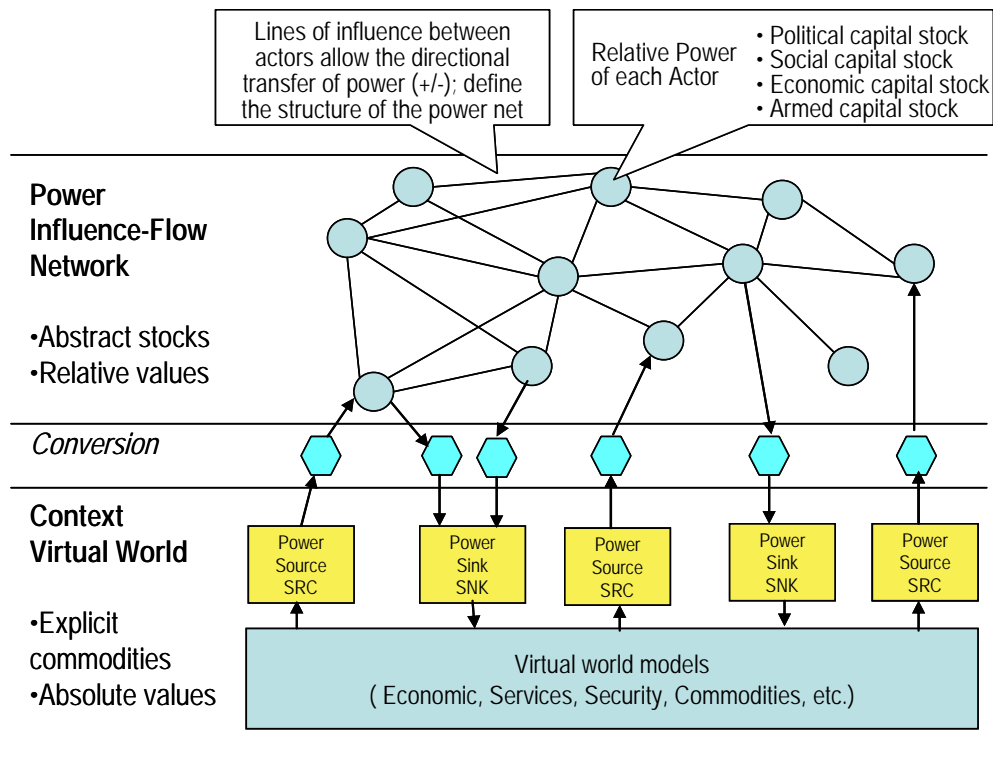 Lines of influence between
actors allow the directional
transfer of power (+/-); define
the structure of the power net
Relative Power
of each Actor
• Political capital stock
• Social capital stock
• Economic capital stock
• Armed capital stock
Power
Influence-Flow
Network
•Abstract stocks
•Relative values
Conversion
Context
Virtual World
•Explicit
commodities
•Absolute values
Power
Source
SRC
Power
Sink
SNK
Power
Source
SRC
Power
Sink
SNK
Power
Source
SRC
Virtual world models
( Economic, Services, Security, Commodities, etc.)